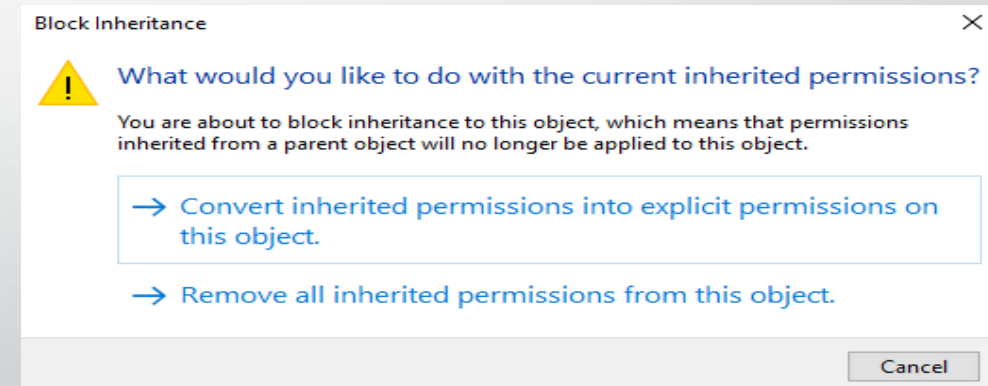 Block Inheritance
What would you like to do with the current inherited permissions?
You are about to block inheritance to this object, which means that permissions
inherited from a parent object will no longer be applied to this object.
Convert inherited permissions into explicit permissions on
this object.
Remove all inherited permissions from this object.
Cancel